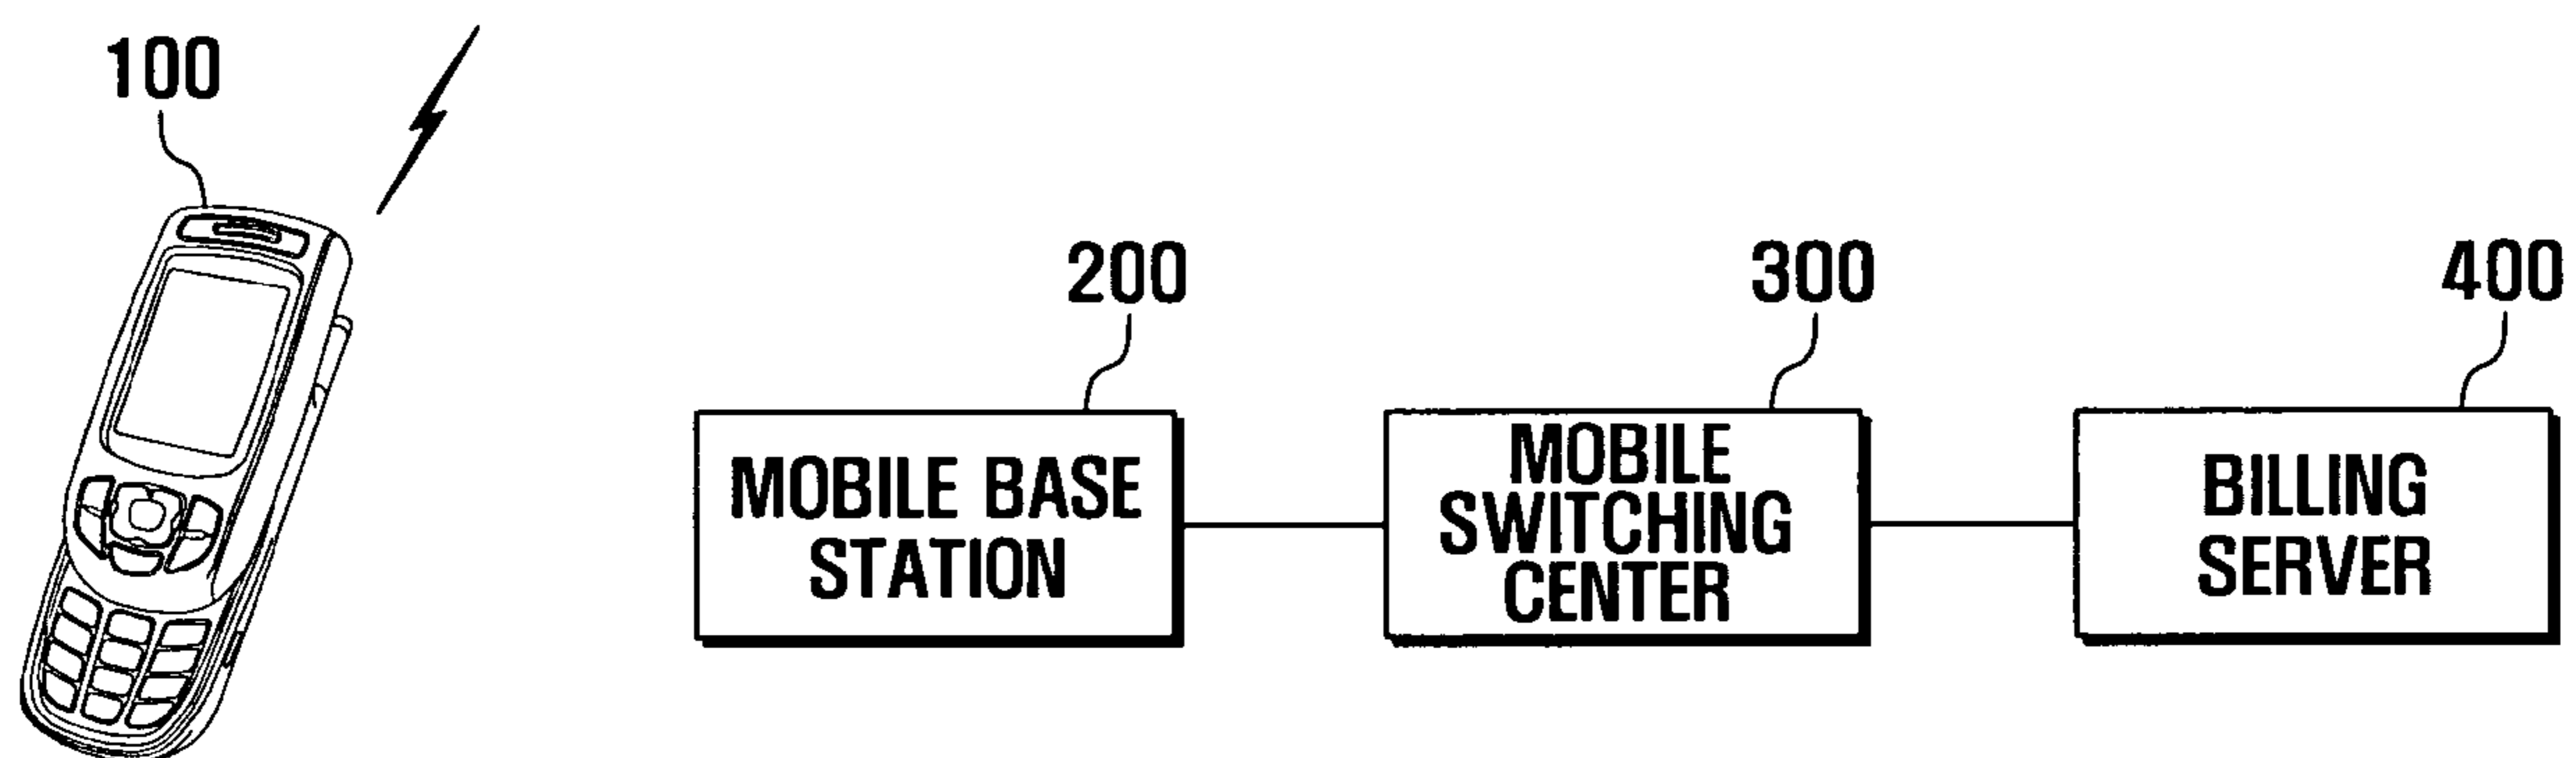 100
200
300
400
MOBILE BASE
STATION
MOBILE
SWITCHING
CENTER
BILLING
SERVER